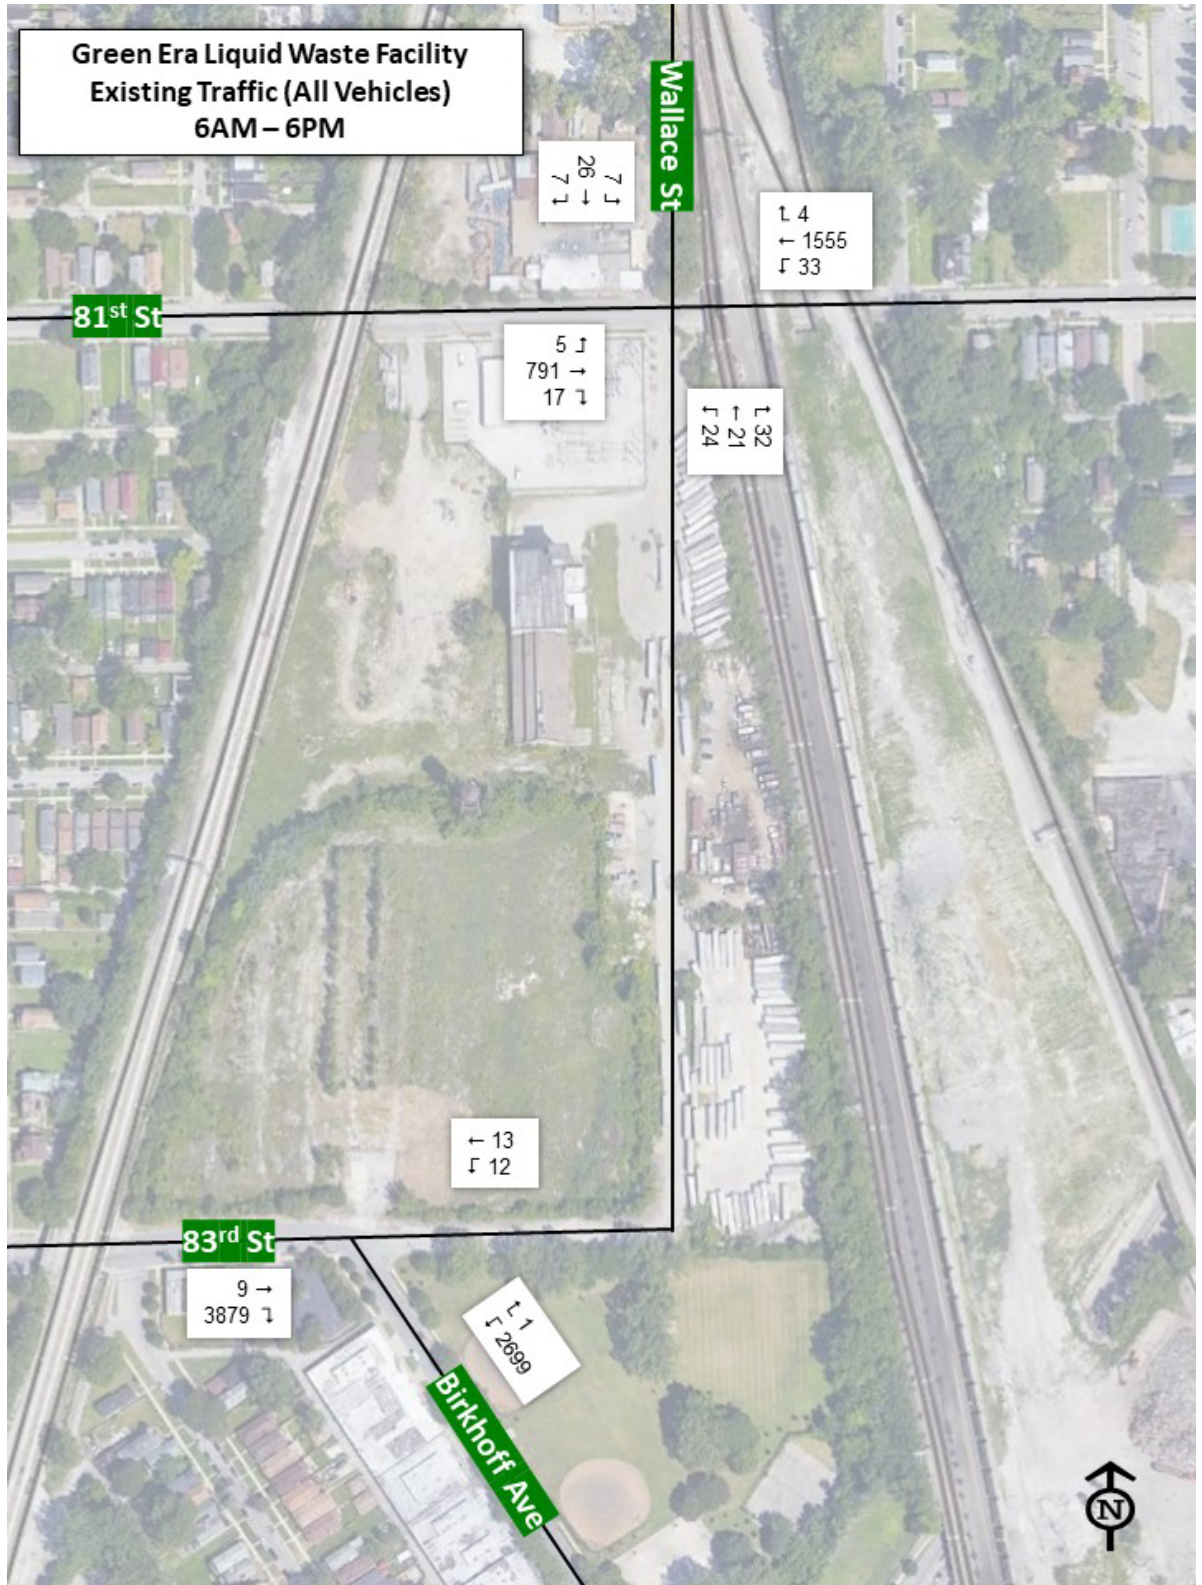 Green Era Liquid Waste Facility
Existing Traffic (All Vehicles)
6AM – 6PM
Wallace St
7 ↴
26 →
7 ↱
↰ 4
← 1555
↲ 33
81st St
5 ↱
791 →
17 ↴
↰ 32
← 21
↲ 24
← 13
↲ 12
83rd St
9 →
3879 ↴
↰ 1
↲ 2699
Birkhoff Ave
N